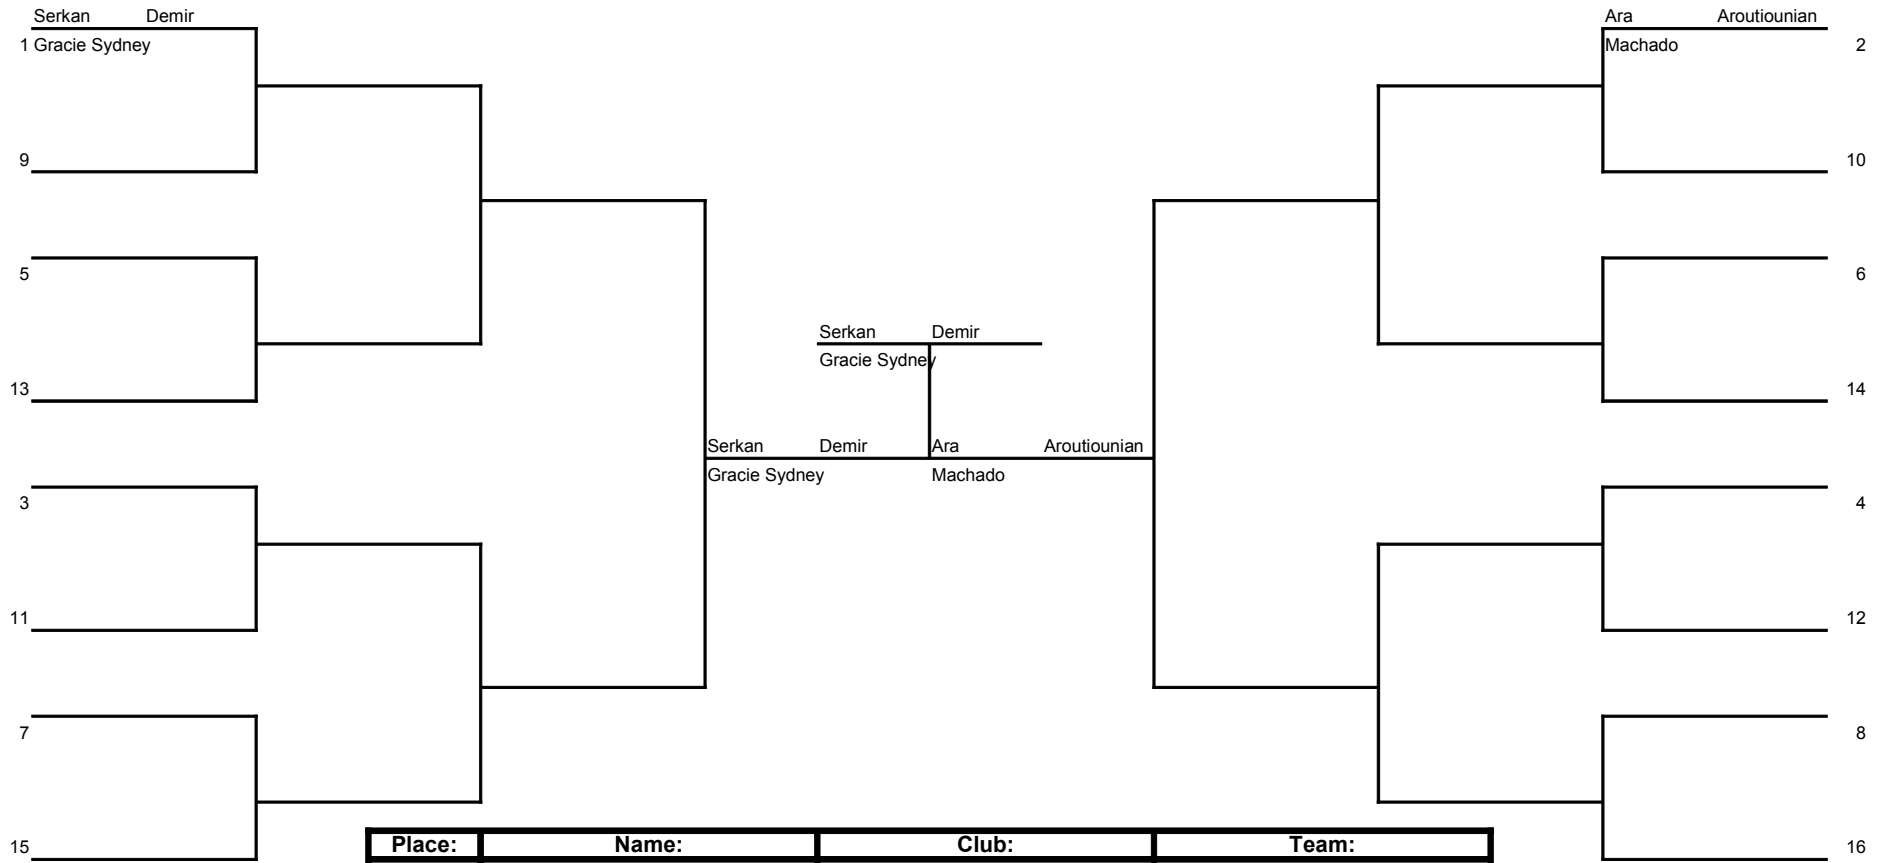 Serkan Demir Ara Aroutiounian
1 Gracie Sydney Machado 2
9 10
5 6
Serkan Demir
Gracie Sydney
13 14
Serkan Demir Ara Aroutiounian
Gracie Sydney Machado
3 4
11 12
7 8
15 Place: Name: Club: Team: 16